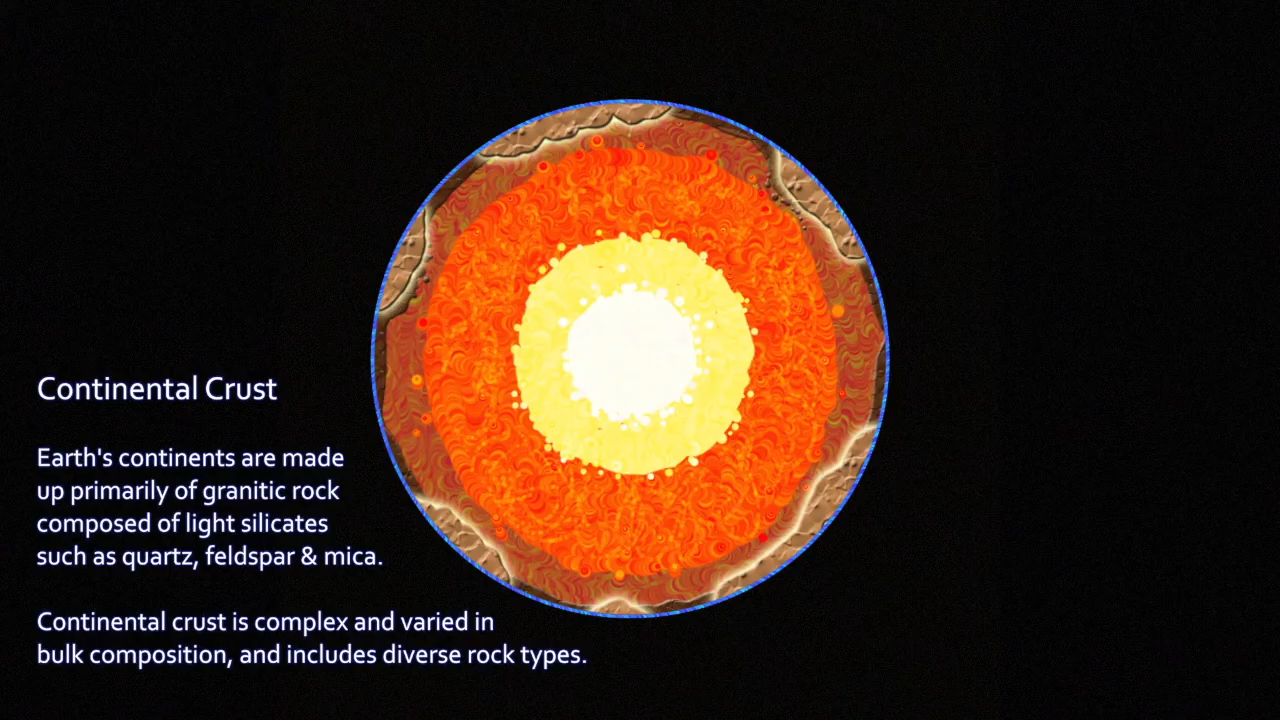 Continental Crust
Earth's continents are made
up primarily of granitic rock
composed of light silicates
such as quartz, feldspar & mica.
Continental crust is complex and varied in
bulk composition, and includes diverse rock types.